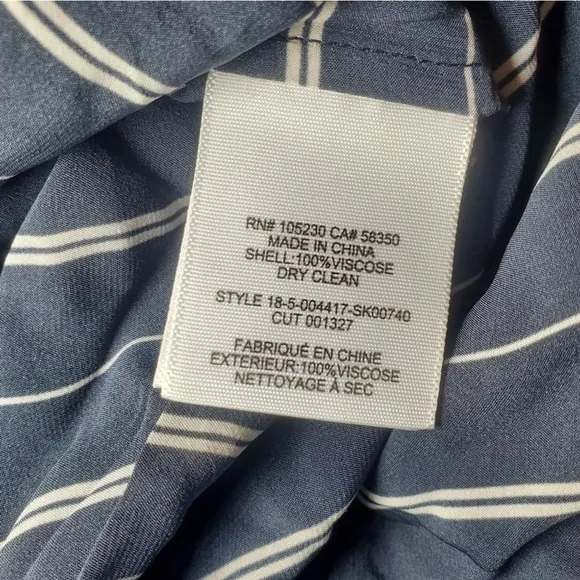 RN# 105230 CA# 58350
MADE IN CHINA
SHELL:100%VISCOSE
DRY CLEAN
STYLE 18-5-004417-SK00740
CUT 001327
FABRIQUÉ EN CHINE
EXTERIEUR:100%VISCOSE
NETTOYAGE À SEC